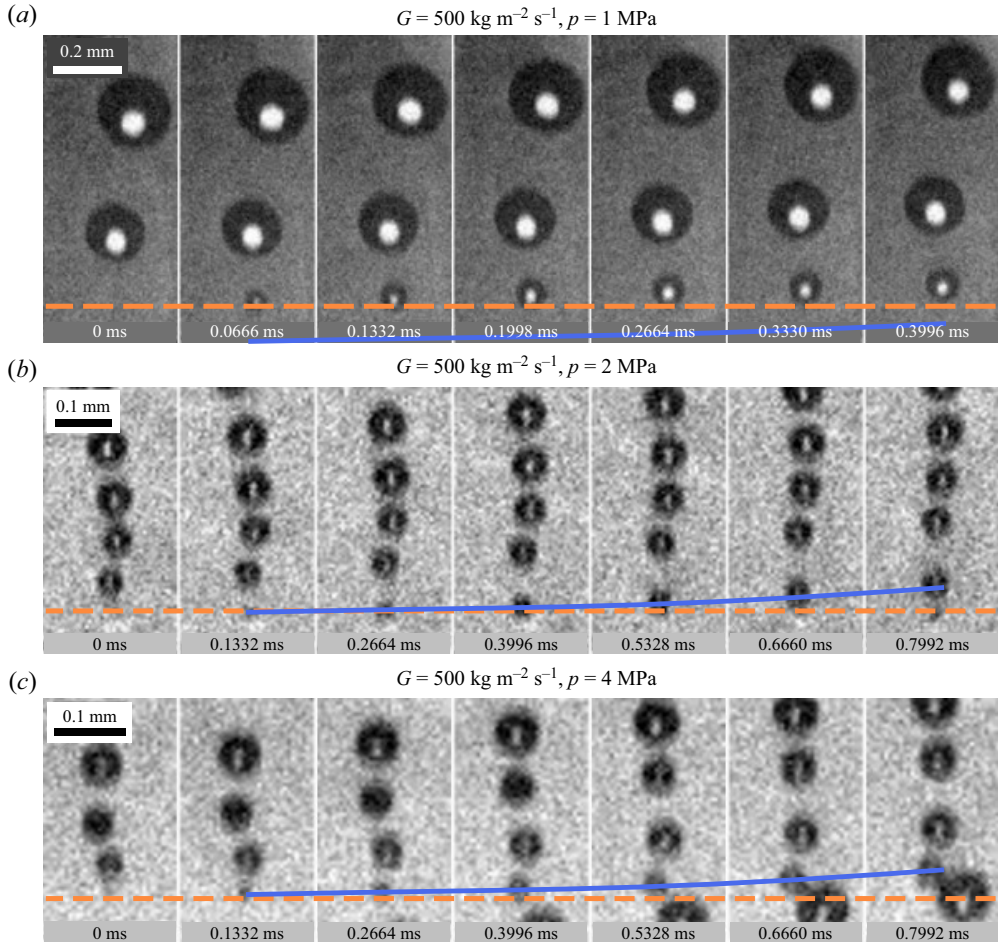 (a)
G = 500 kg m⁻² s⁻¹, p = 1 MPa
0.2 mm
0 ms 0.0666 ms 0.1332 ms 0.1998 ms 0.2664 ms 0.3330 ms 0.3996 ms
(b)
G = 500 kg m⁻² s⁻¹, p = 2 MPa
0.1 mm
0 ms 0.1332 ms 0.2664 ms 0.3996 ms 0.5328 ms 0.6660 ms 0.7992 ms
(c)
G = 500 kg m⁻² s⁻¹, p = 4 MPa
0.1 mm
0 ms 0.1332 ms 0.2664 ms 0.3996 ms 0.5328 ms 0.6660 ms 0.7992 ms